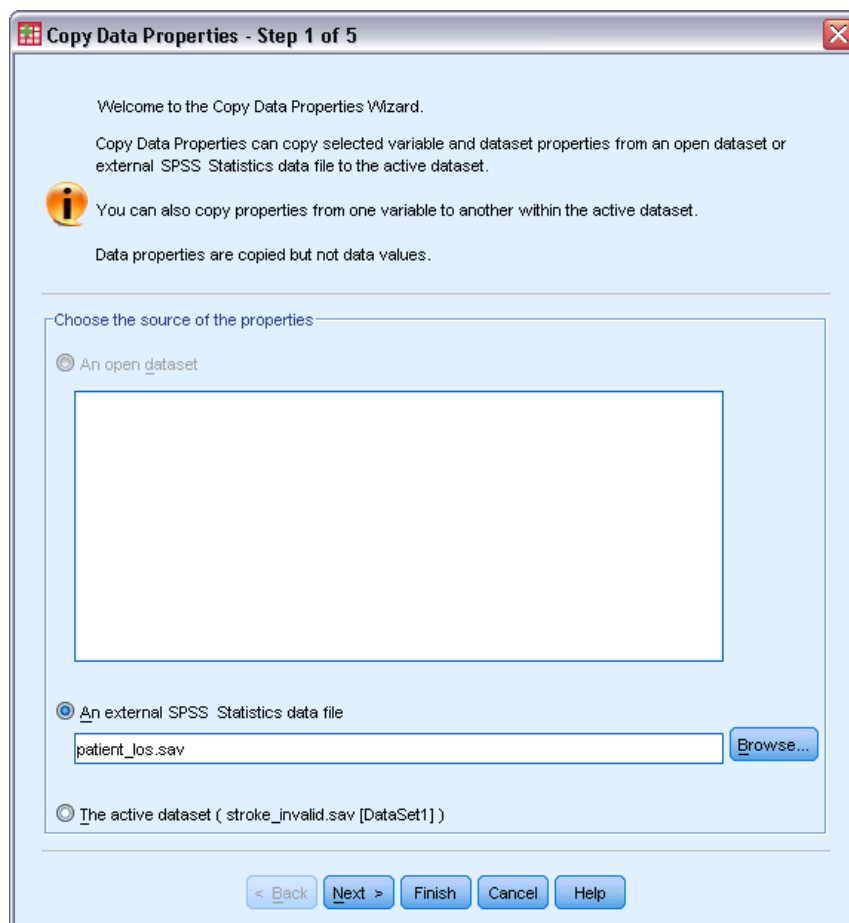 Copy Data Properties - Step 1 of 5
Welcome to the Copy Data Properties Wizard.
Copy Data Properties can copy selected variable and dataset properties from an open dataset or
external SPSS Statistics data file to the active dataset.
You can also copy properties from one variable to another within the active dataset.
Data properties are copied but not data values.
Choose the source of the properties
An open dataset
An external SPSS Statistics data file
patient_los.sav
Browse...
The active dataset ( stroke_invalid.sav [DataSet1] )
< Back Next > Finish Cancel Help